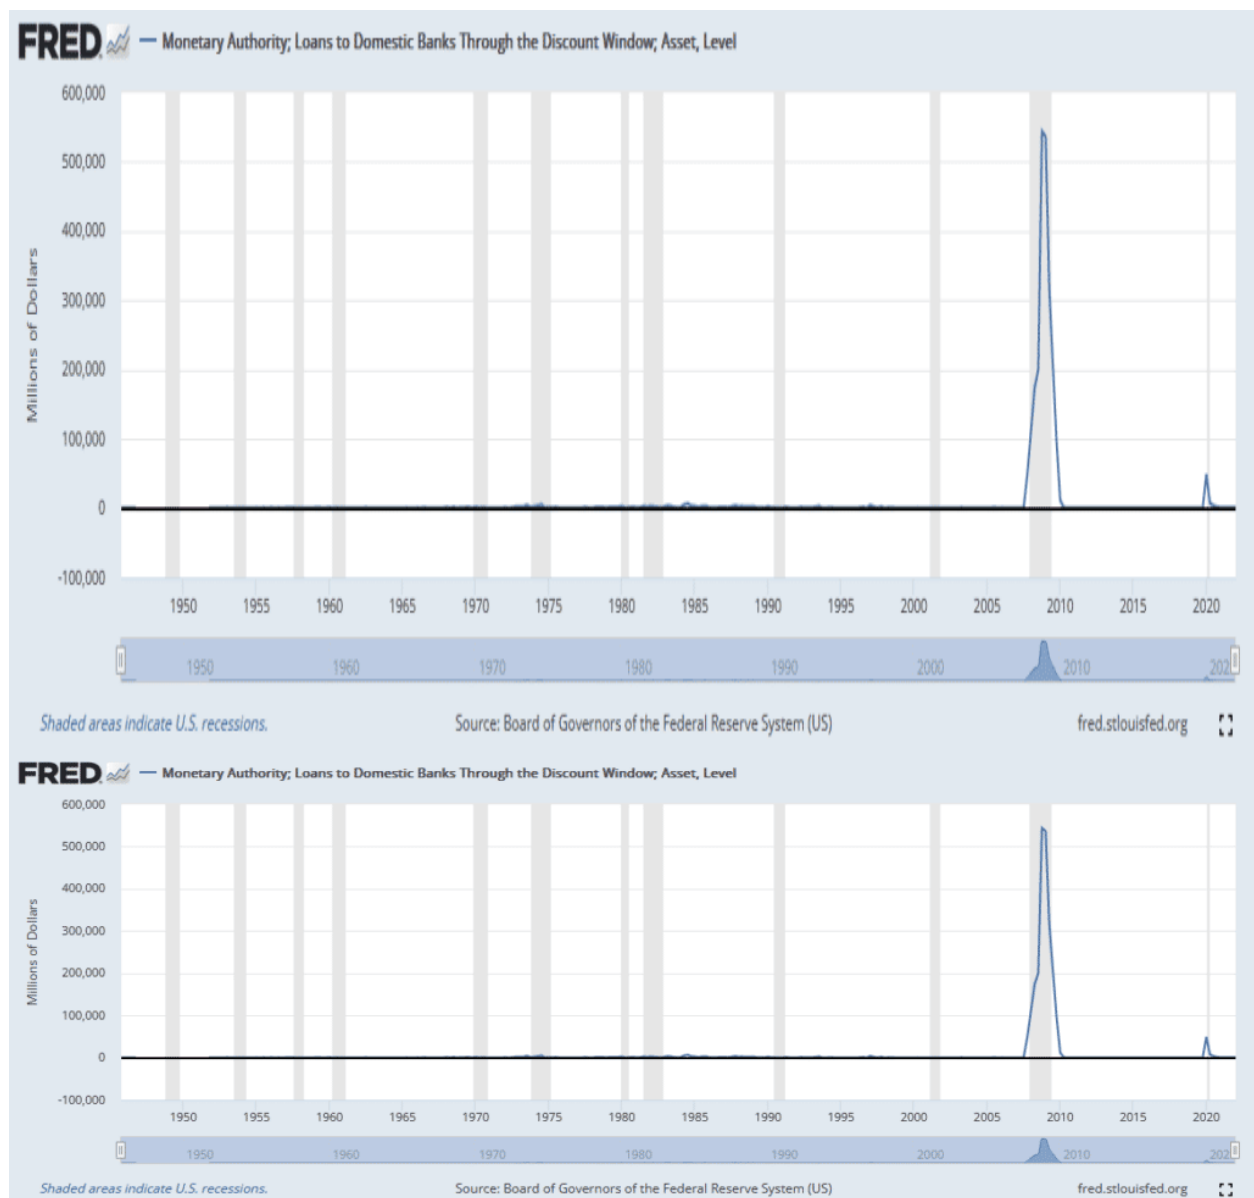 FRED — Monetary Authority; Loans to Domestic Banks Through the Discount Window; Asset, Level
600,000
500,000
400,000
300,000
200,000
100,000
0
-100,000
Millions of Dollars
1950 1955 1960 1965 1970 1975 1980 1985 1990 1995 2000 2005 2010 2015 2020
1950 1960 1970 1980 1990 2000 2010 202
Shaded areas indicate U.S. recessions. Source: Board of Governors of the Federal Reserve System (US) fred.stlouisfed.org
FRED — Monetary Authority; Loans to Domestic Banks Through the Discount Window; Asset, Level
600,000
500,000
400,000
300,000
200,000
100,000
0
-100,000
Millions of Dollars
1950 1955 1960 1965 1970 1975 1980 1985 1990 1995 2000 2005 2010 2015 2020
1950 1960 1970 1980 1990 2000 2010 202
Shaded areas indicate U.S. recessions. Source: Board of Governors of the Federal Reserve System (US) fred.stlouisfed.org